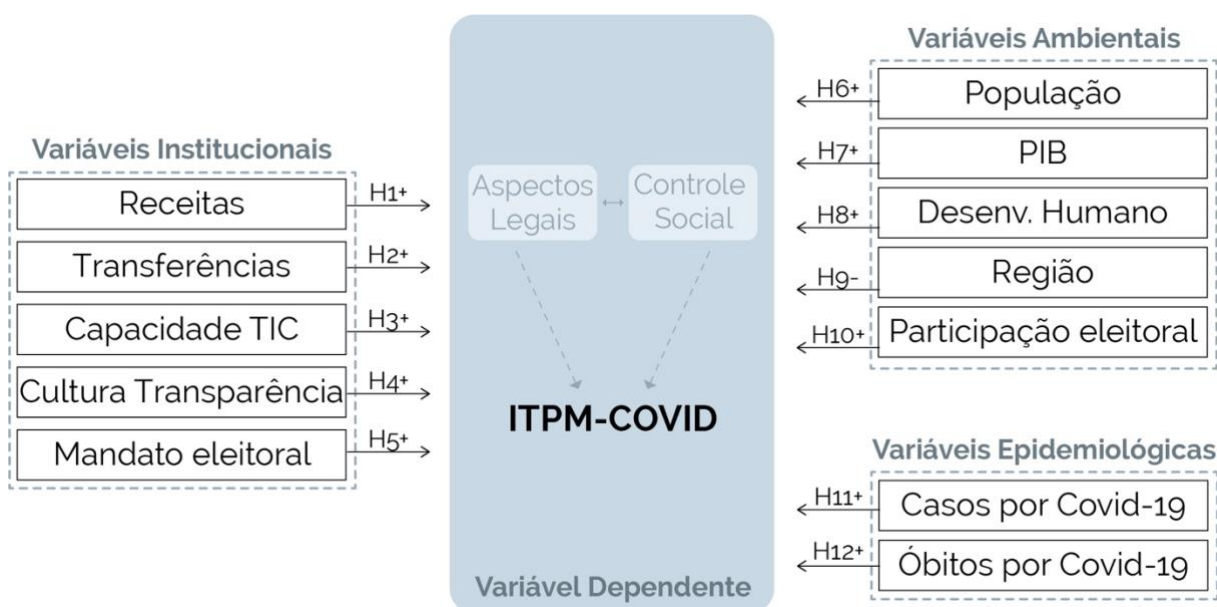 Variáveis Institucionais
Receitas
H1+
Transferências
H2+
Capacidade TIC
H3+
Cultura Transparência
H4+
Mandato eleitoral
H5+
Aspectos
Legais
Controle
Social
ITPM-COVID
Variável Dependente
Variáveis Ambientais
H6+
População
H7+
PIB
H8+
Desenv. Humano
H9-
Região
H10+
Participação eleitoral
Variáveis Epidemiológicas
H11+
Casos por Covid-19
H12+
Óbitos por Covid-19